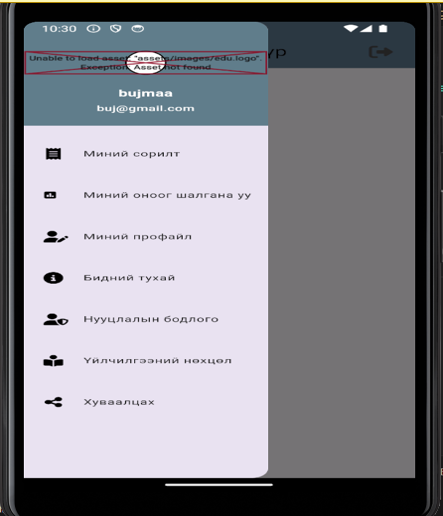 10:30
Unable to load asset: "assets/images/edu.logo".
Exception: Asset not found
ур
bujmaa
buj@gmail.com
Миний сорилт
Миний оноог шалгана уу
Миний профайл
Бидний тухай
Нууцлалын бодлого
Үйлчилгээний нөхцөл
Хуваалцах